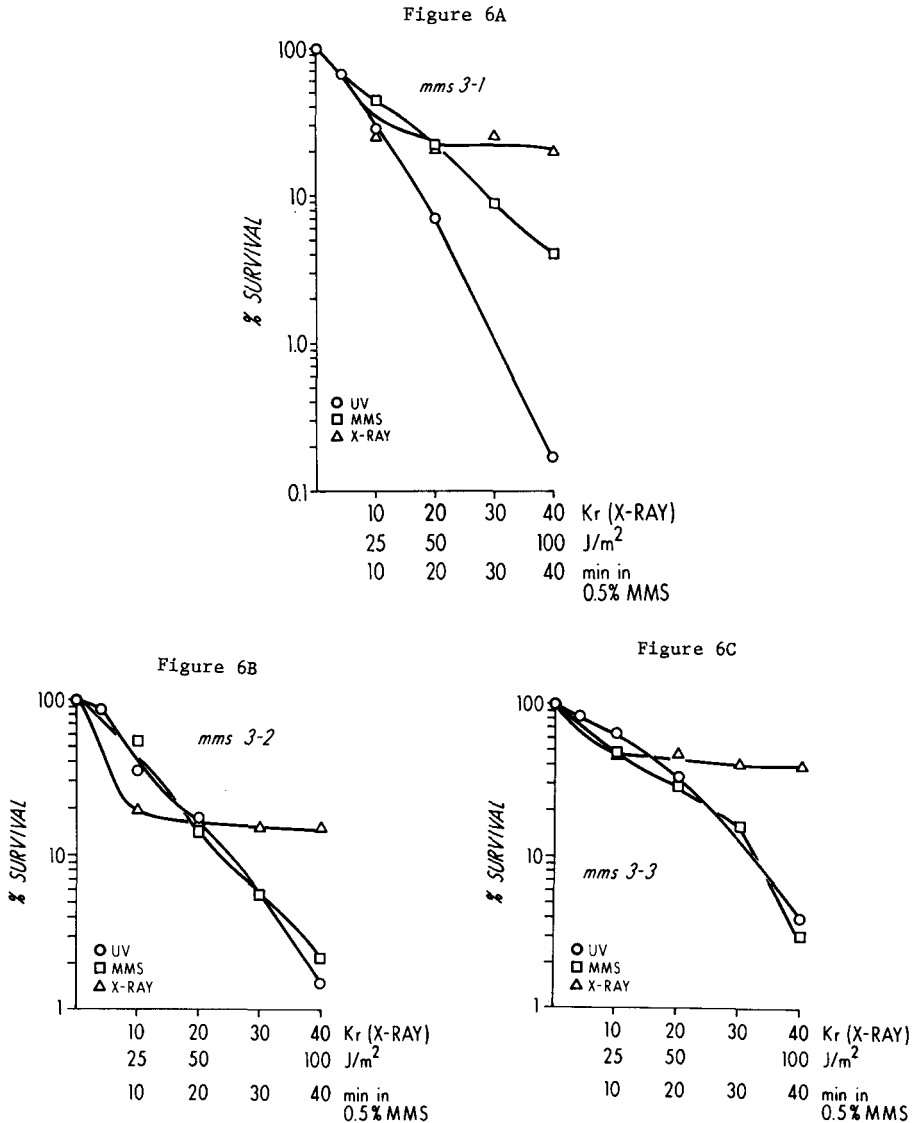 Figure 6A
100
10
1.0
0.1
% SURVIVAL
mms 3-1
UV
MMS
X-RAY
10 20 30 40 Kr (X-RAY)
25 50 100 J/m²
10 20 30 40 min in
0.5% MMS
Figure 6B
100
10
1
% SURVIVAL
mms 3-2
UV
MMS
X-RAY
10 20 30 40 Kr (X-RAY)
25 50 100 J/m²
10 20 30 40 min in
0.5% MMS
Figure 6C
100
10
1
% SURVIVAL
mms 3-3
UV
MMS
X-RAY
10 20 30 40 Kr (X-RAY)
25 50 100 J/m²
10 20 30 40 min in
0.5% MMS